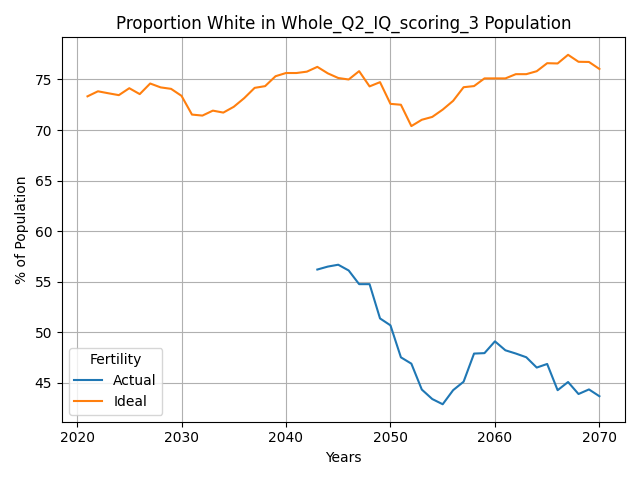 Proportion White in Whole_Q2_IQ_scoring_3 Population
% of Population
75
70
65
60
55
50
45
Fertility
Actual
Ideal
2020 2030 2040 2050 2060 2070
Years